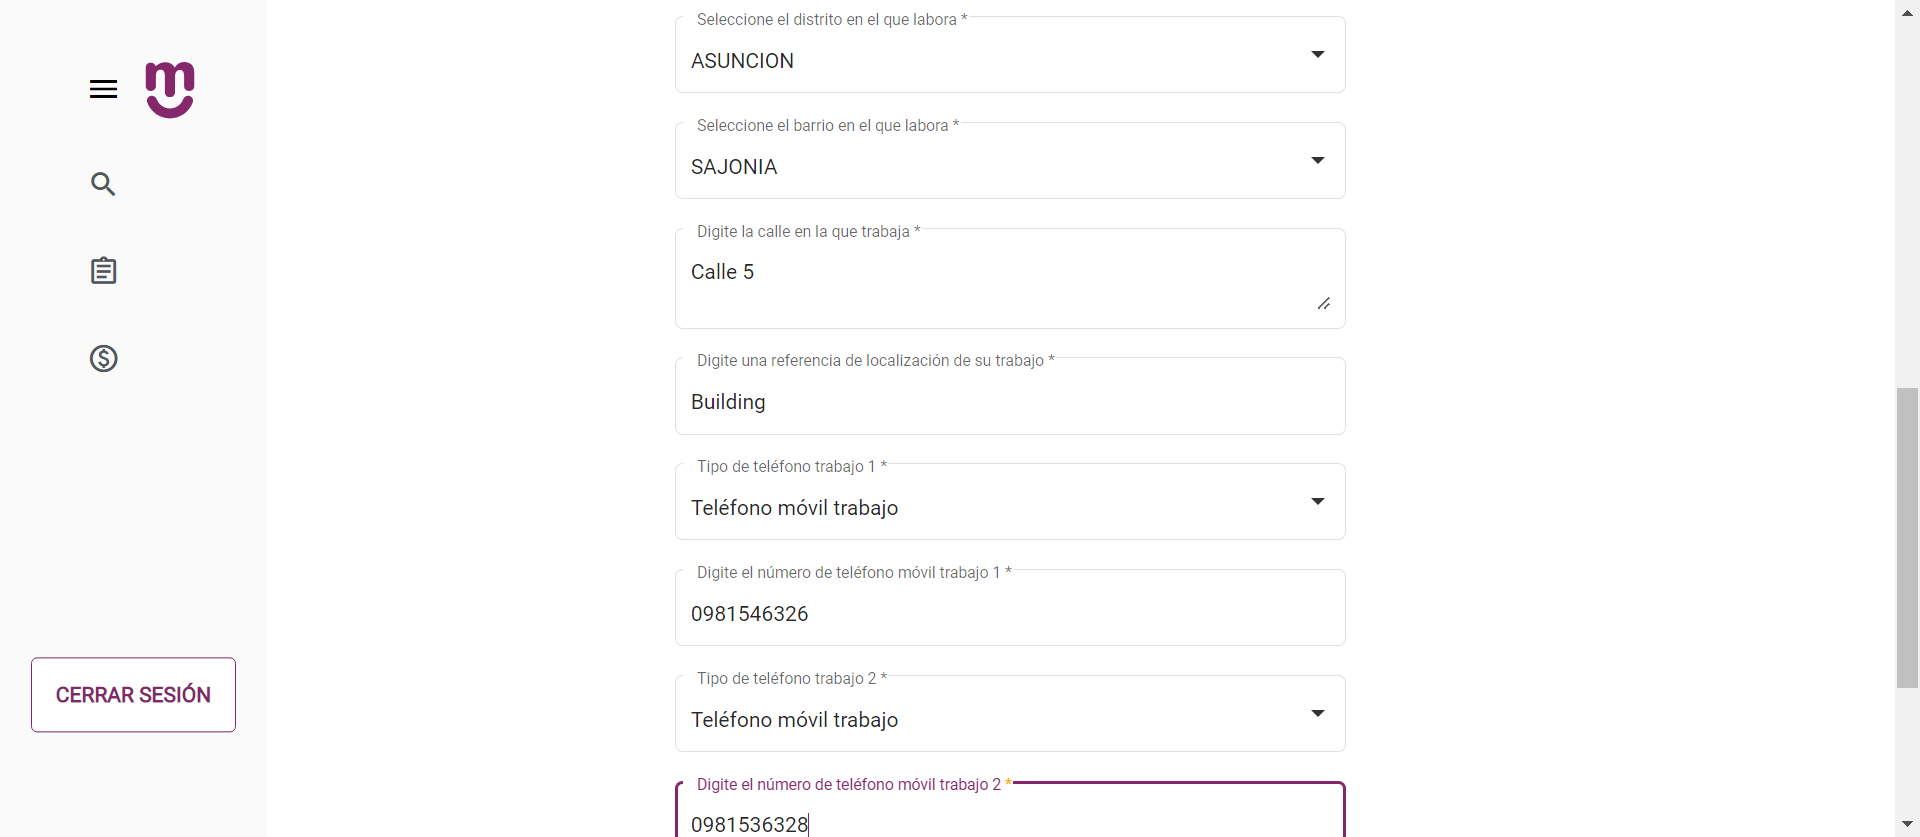 Seleccione el distrito en el que labora *
ASUNCION
Seleccione el barrio en el que labora *
SAJONIA
Digite la calle en la que trabaja *
Calle 5
Digite una referencia de localización de su trabajo *
Building
Tipo de teléfono trabajo 1 *
Teléfono móvil trabajo
Digite el número de teléfono móvil trabajo 1 *
0981546326
Tipo de teléfono trabajo 2 *
Teléfono móvil trabajo
Digite el número de teléfono móvil trabajo 2 *
0981536328
CERRAR SESIÓN